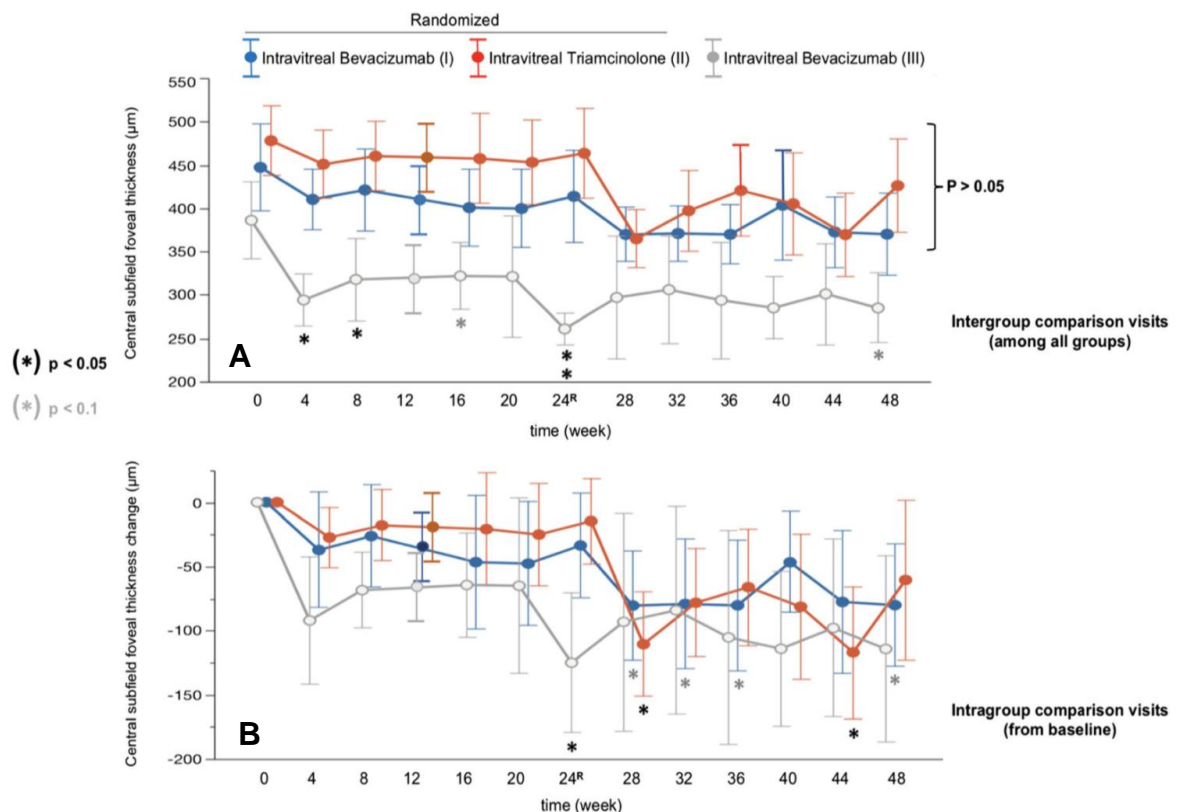 Randomized
Intravitreal Bevacizumab (I) Intravitreal Triamcinolone (II) Intravitreal Bevacizumab (III)
Central subfield foveal thickness (µm)
550
500
450
400
350
300
250
200
P > 0.05
A
* * * * * *
0 4 8 12 16 20 24ᴿ 28 32 36 40 44 48
time (week)
Intergroup comparison visits
(among all groups)
(*) p < 0.05
(*) p < 0.1
Central subfield foveal thickness change (µm)
0
-50
-100
-150
-200
B
* * * * * * *
0 4 8 12 16 20 24ᴿ 28 32 36 40 44 48
time (week)
Intragroup comparison visits
(from baseline)